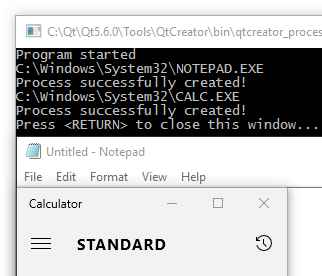 C:\Qt\Qt5.6.0\Tools\QtCreator\bin\qtcreator_proces
Program started
C:\Windows\System32\NOTEPAD.EXE
Process successfully created!
C:\Windows\System32\CALC.EXE
Process successfully created!
Press <RETURN> to close this window...
Untitled - Notepad
File Edit Format View Help
Calculator
STANDARD